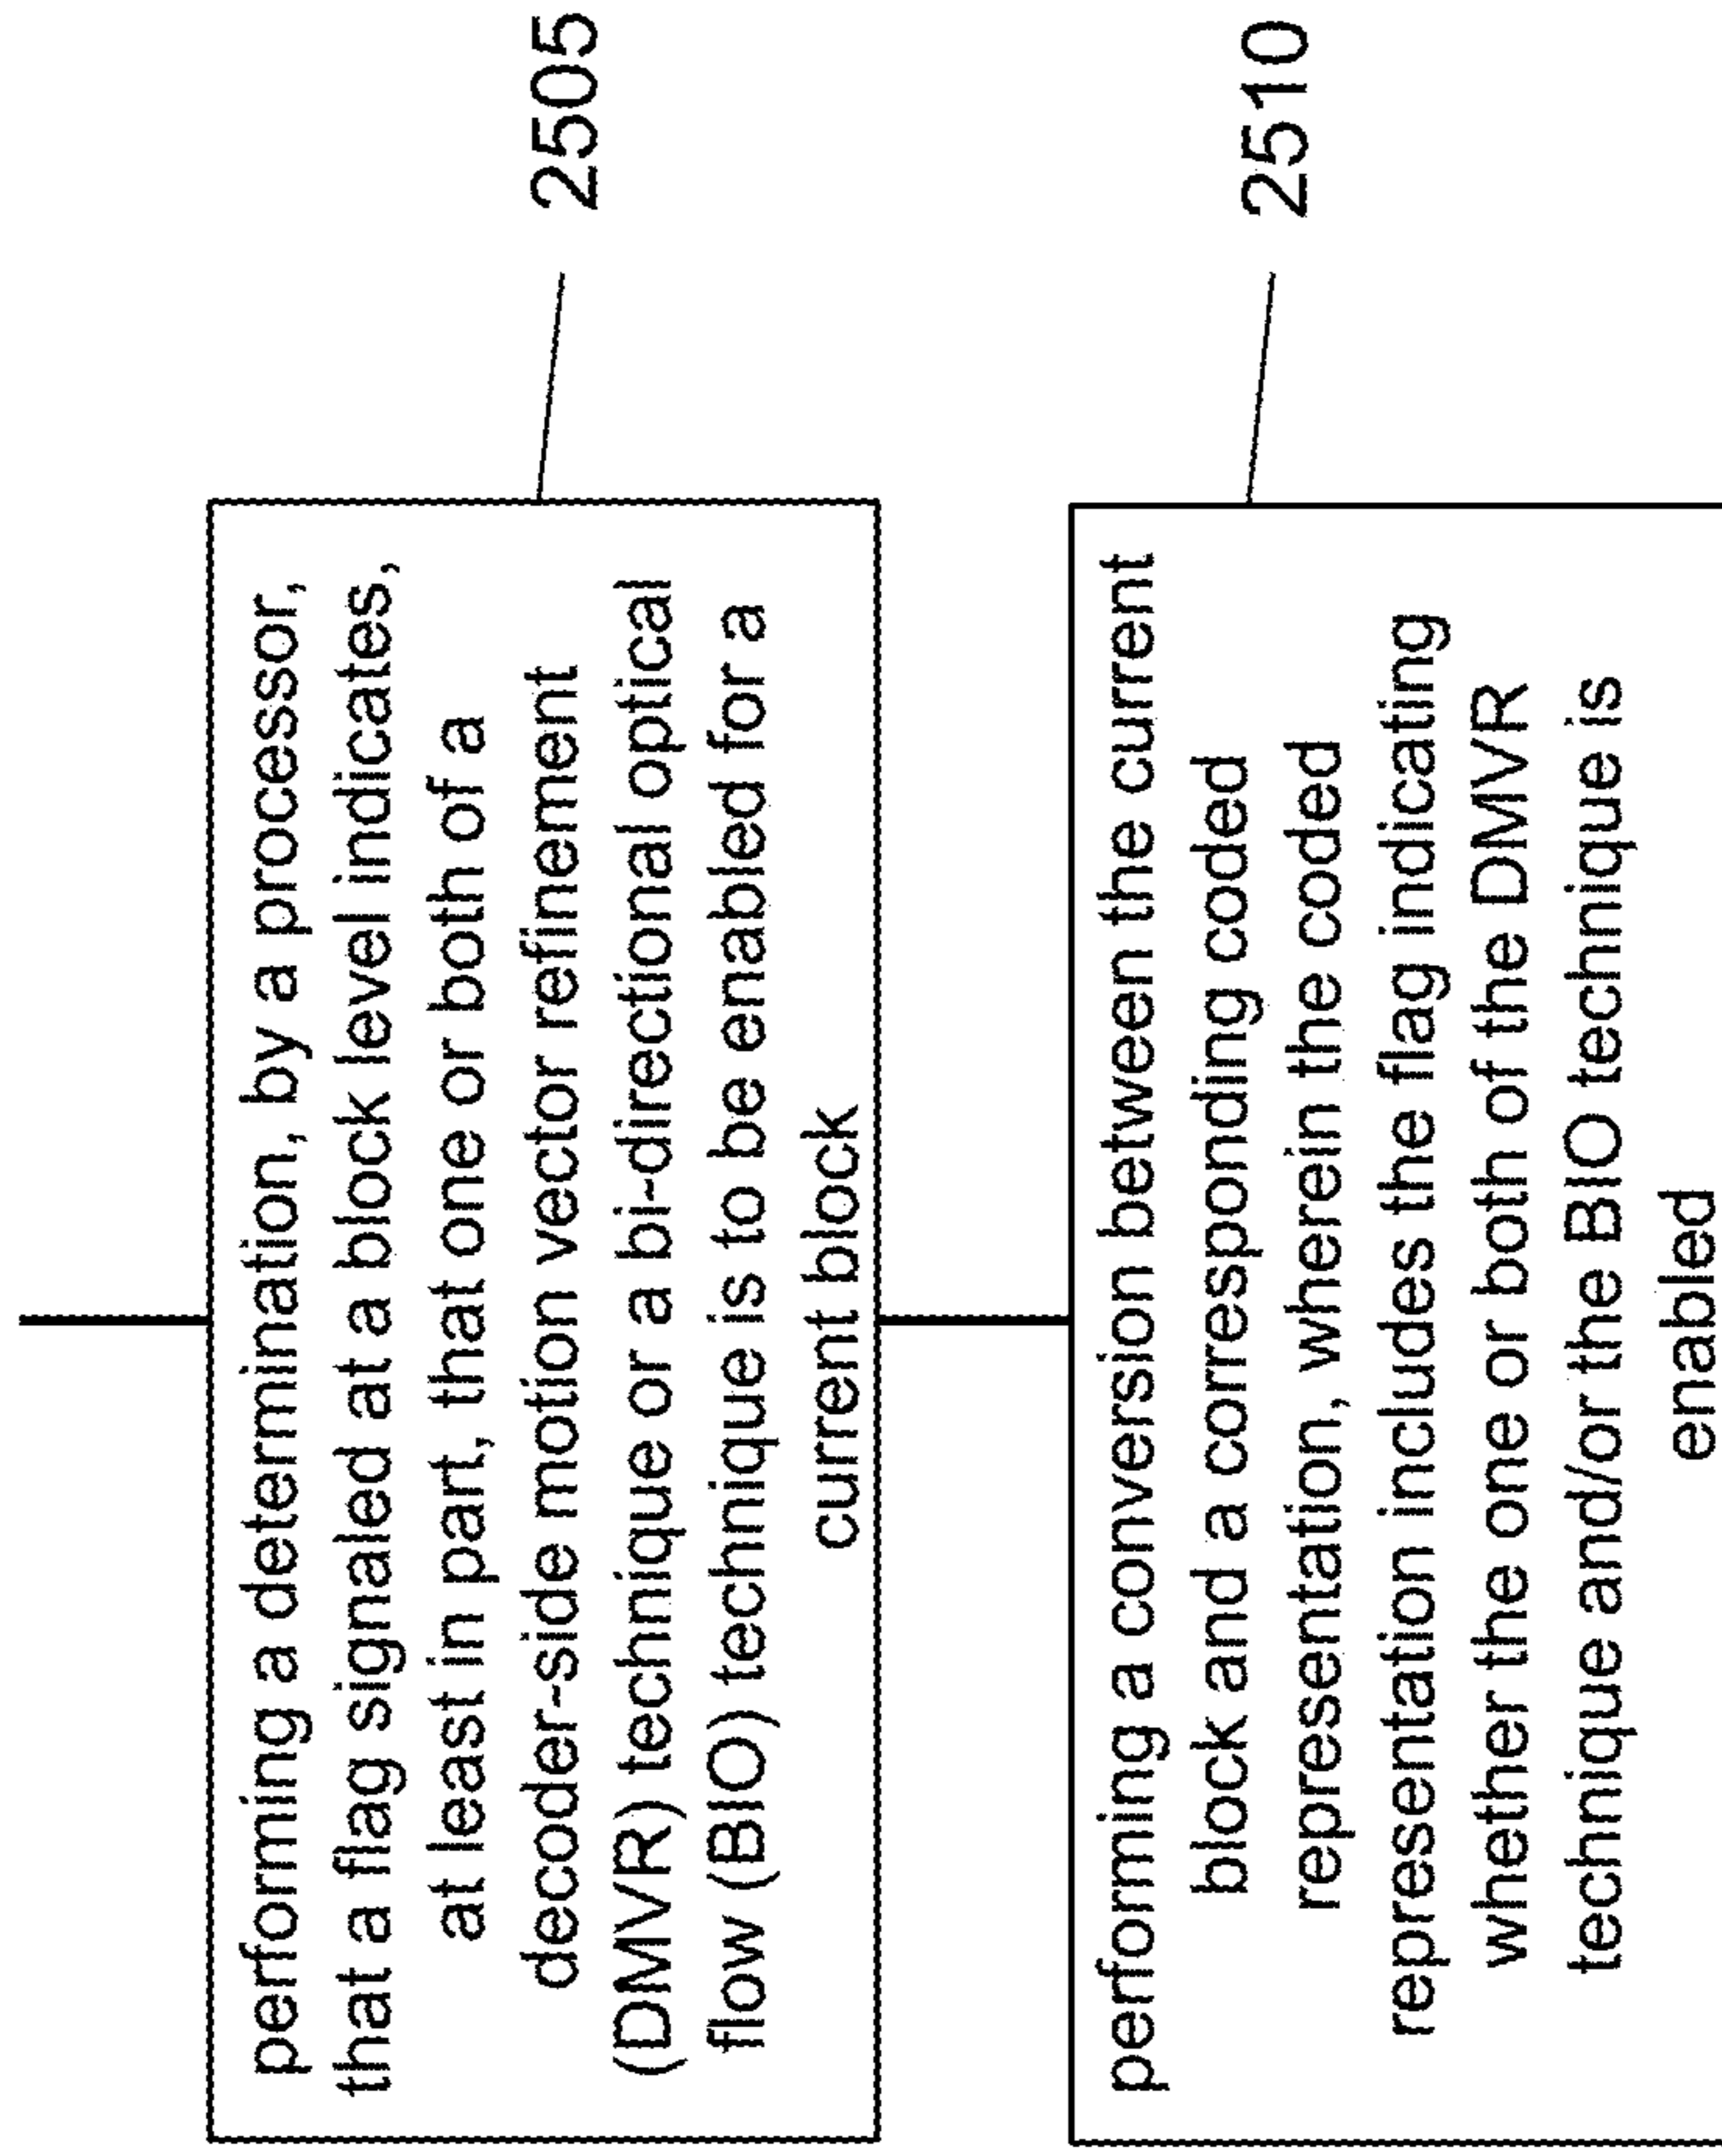 performing a determination, by a processor,
that a flag signaled at a block level indicates,
at least in part, that one or both of a
decoder-side motion vector refinement
(DMVR) technique or a bi-directional optical
flow (BIO) technique is to be enabled for a
current block
2505
performing a conversion between the current
block and a corresponding coded
representation, wherein the coded
representation includes the flag indicating
whether the one or both of the DMVR
technique and/or the BIO technique is
enabled
2510